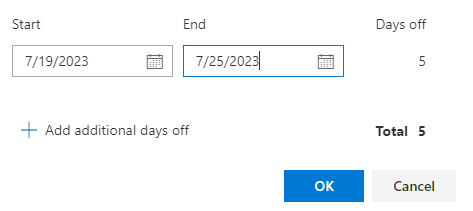 Start End Days off
7/19/2023 7/25/2023 5
Add additional days off Total 5
OK Cancel